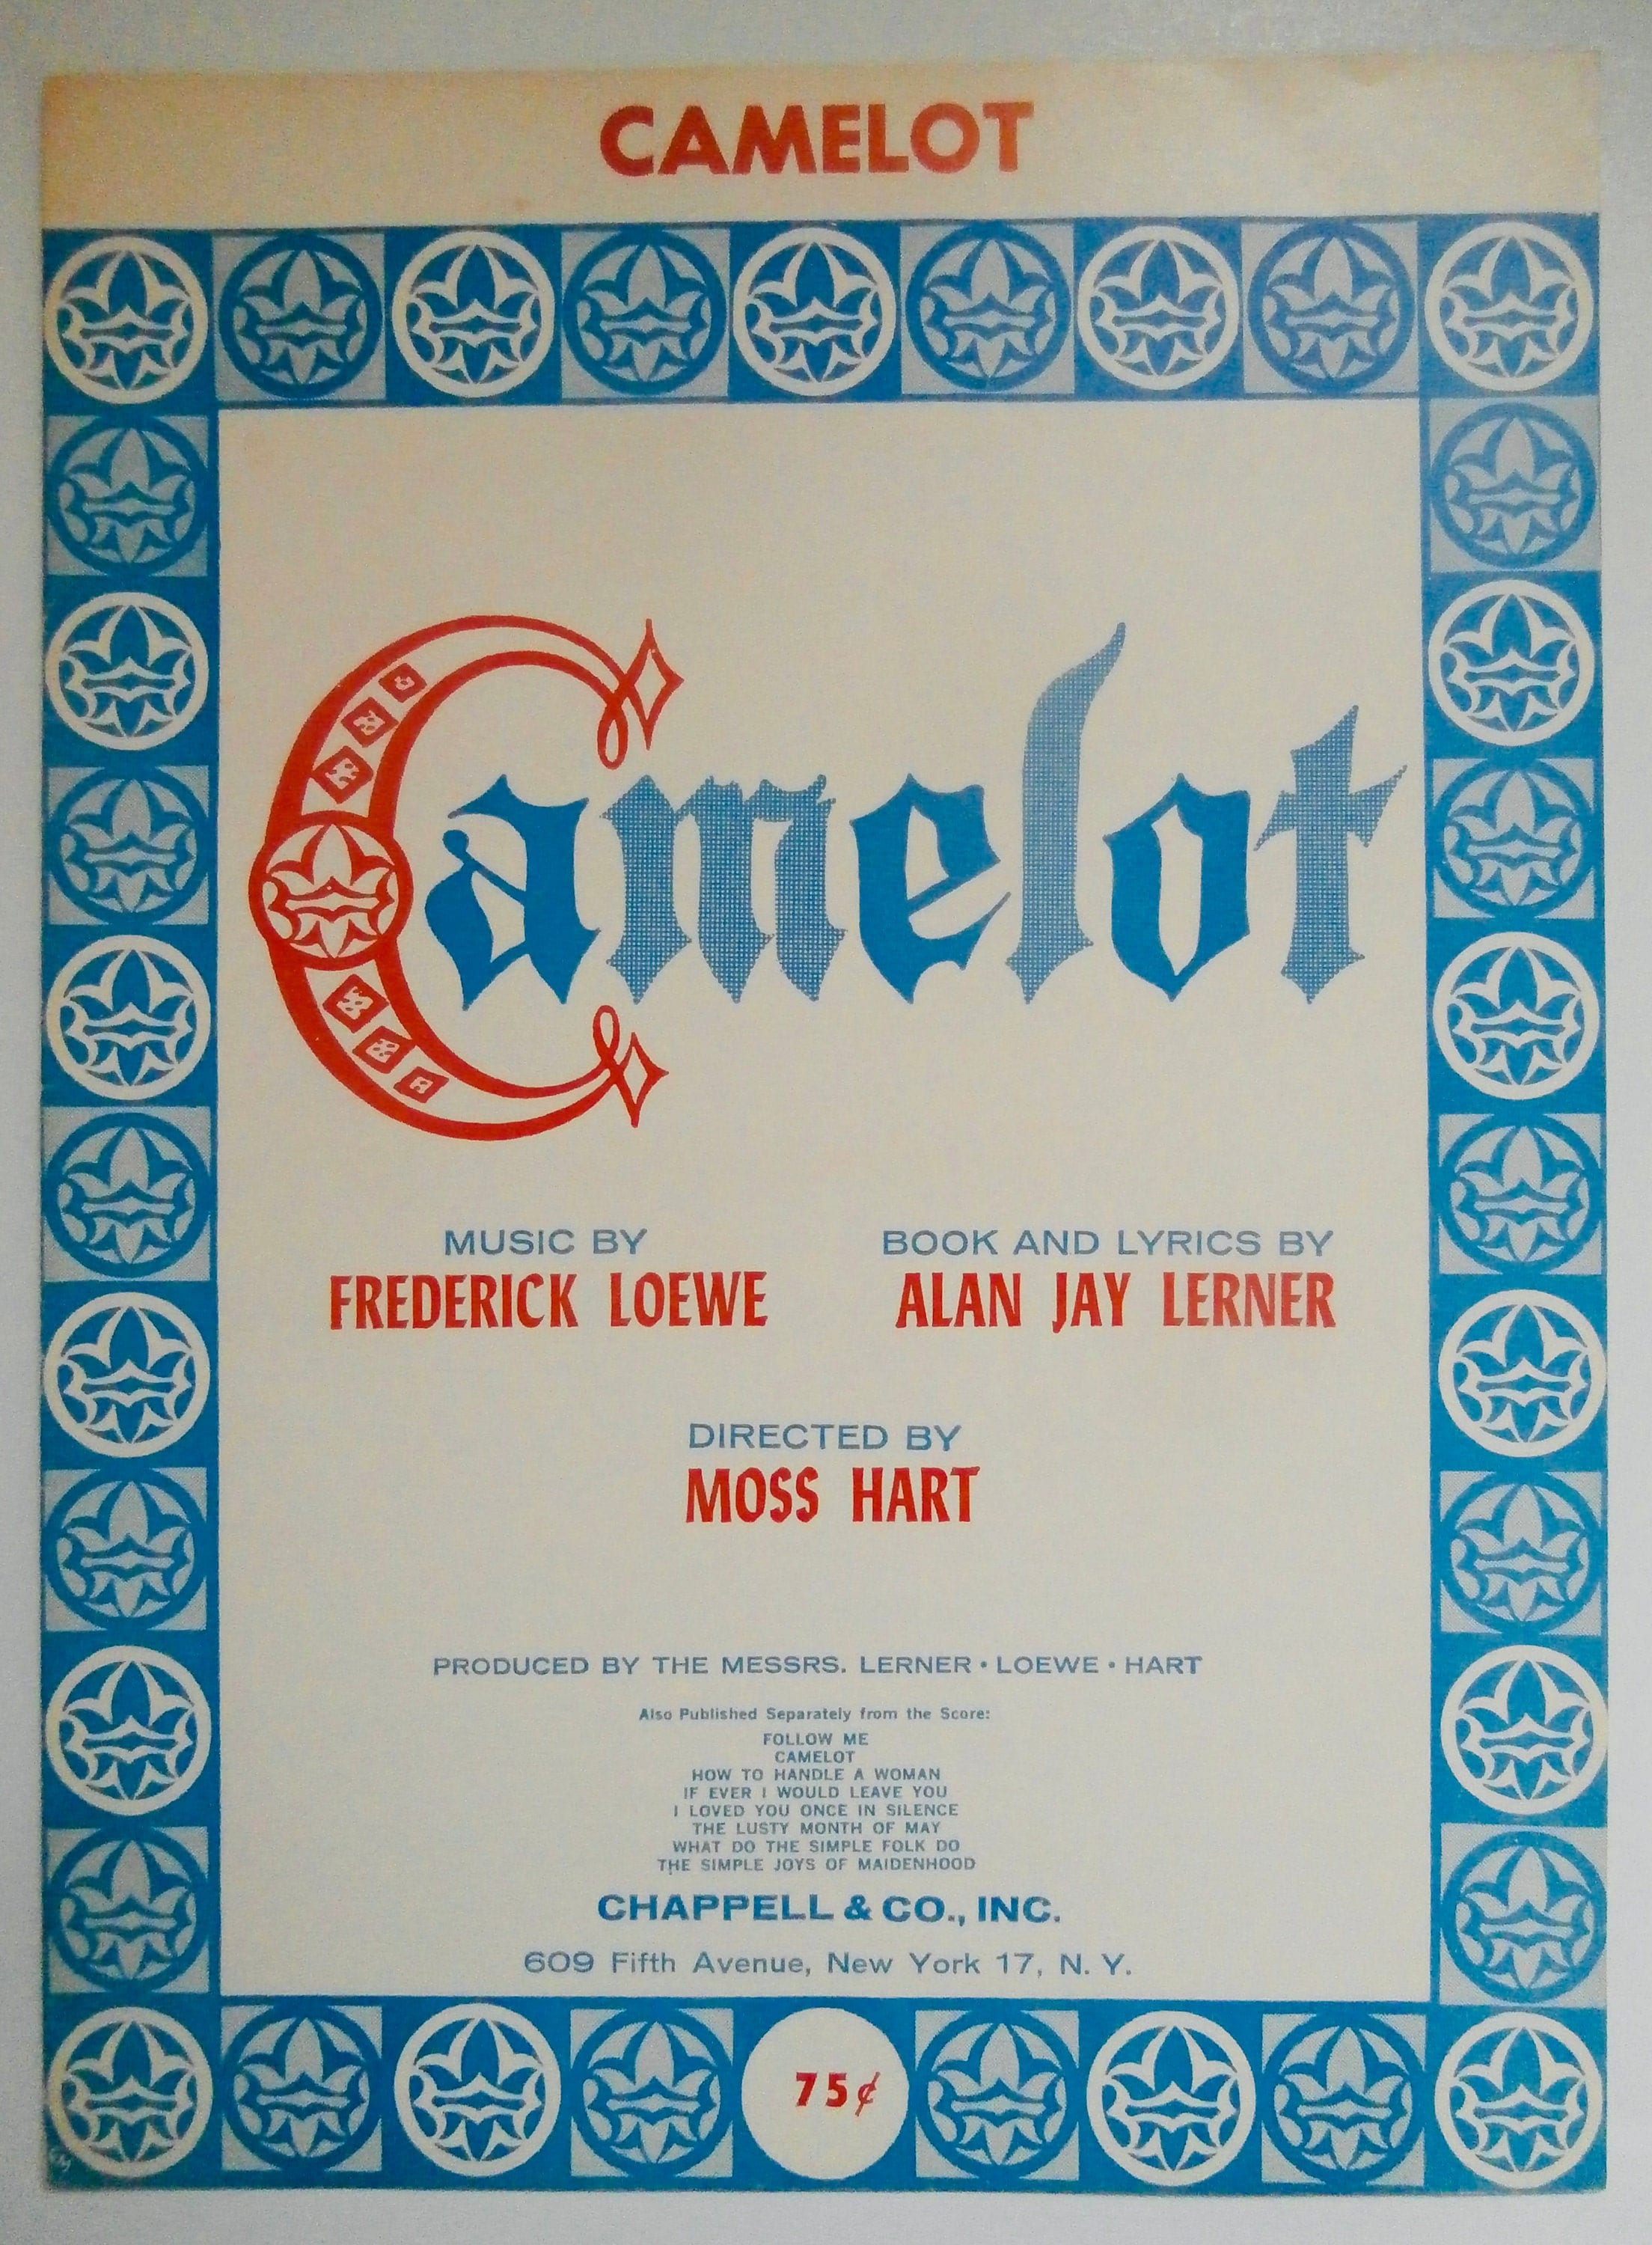 CAMELOT
Camelot
MUSIC BY
FREDERICK LOEWE
BOOK AND LYRICS BY
ALAN JAY LERNER
DIRECTED BY
MOSS HART
PRODUCED BY THE MESSRS. LERNER • LOEWE • HART
Also Published Separately from the Score:
FOLLOW ME
CAMELOT
HOW TO HANDLE A WOMAN
IF EVER I WOULD LEAVE YOU
I LOVED YOU ONCE IN SILENCE
THE LUSTY MONTH OF MAY
WHAT DO THE SIMPLE FOLK DO
THE SIMPLE JOYS OF MAIDENHOOD
CHAPPELL & CO., INC.
609 Fifth Avenue, New York 17, N. Y.
75¢